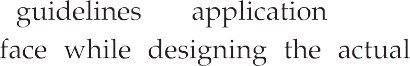 guidelines application
face while designing the actual